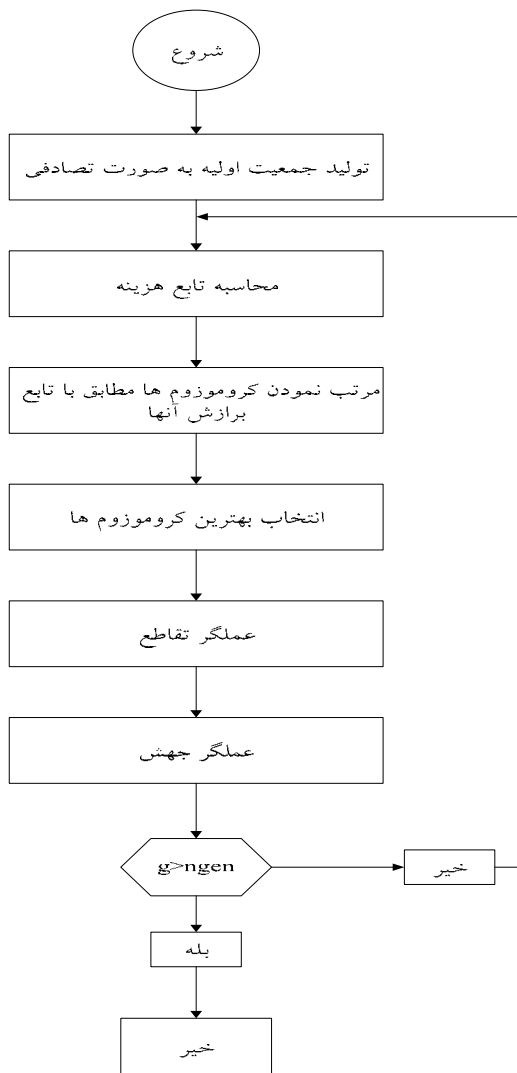 شروع
تولید جمعیت اولیه به صورت تصادفی
محاسبه تابع هزینه
مرتب نمودن کروموزوم ها مطابق با تابع
برازش آنها
انتخاب بهترین کروموزوم ها
عملگر تقاطع
عملگر جهش
g>ngen
خیر
بله
خیر